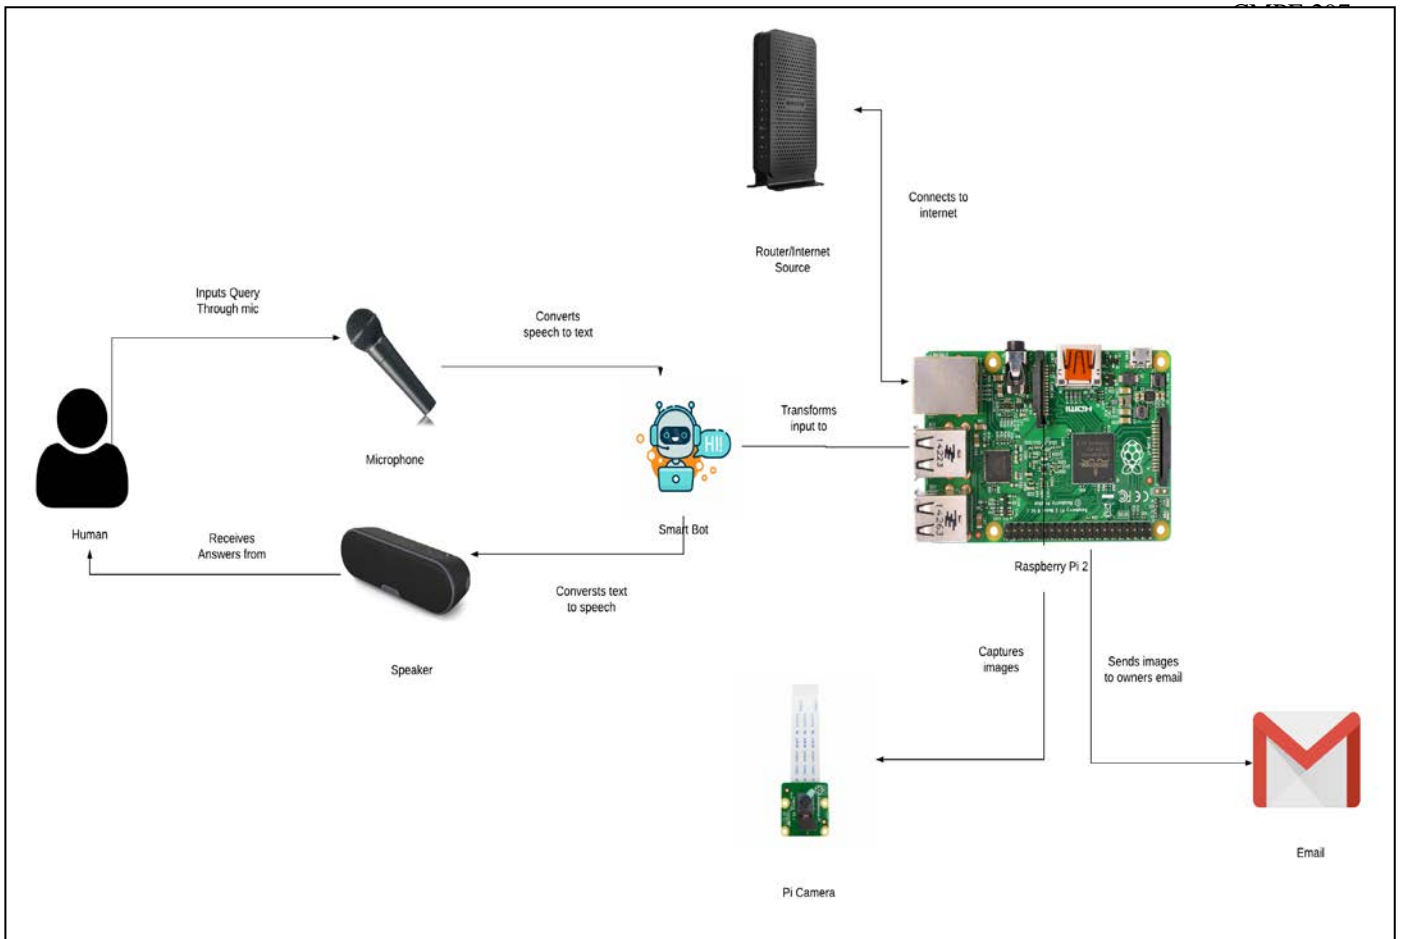 Connects to
internet
Router/Internet
Source
Inputs Query
Through mic
Converts
speech to text
Microphone
Human
Receives
Answers from
Conversts text
to speech
Speaker
HI!
Smart Bot
Transforms
input to
HDMI
Raspberry Pi 2
Captures
images
Sends images
to owners email
Pi Camera
Email